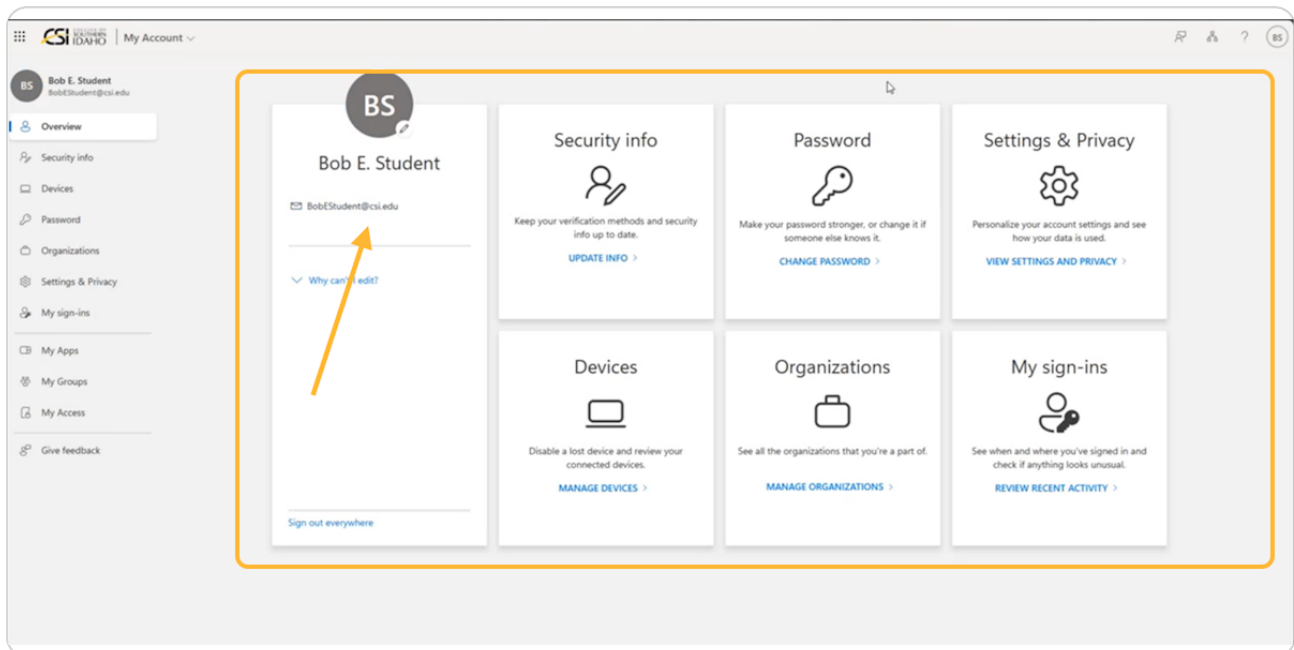 CSI COLLEGE OF SOUTHERN IDAHO My Account
BS
BS Bob E. Student
BobEStudent@csi.edu
Overview
Security info
Devices
Password
Organizations
Settings & Privacy
My sign-ins
My Apps
My Groups
My Access
Give feedback
BS
Bob E. Student
BobEStudent@csi.edu
Why can't I edit?
Sign out everywhere
Security info
Keep your verification methods and security
info up to date.
UPDATE INFO
Password
Make your password stronger, or change it if
someone else knows it.
CHANGE PASSWORD
Settings & Privacy
Personalize your account settings and see
how your data is used.
VIEW SETTINGS AND PRIVACY
Devices
Disable a lost device and review your
connected devices.
MANAGE DEVICES
Organizations
See all the organizations that you're a part of.
MANAGE ORGANIZATIONS
My sign-ins
See when and where you've signed in and
check if anything looks unusual.
REVIEW RECENT ACTIVITY